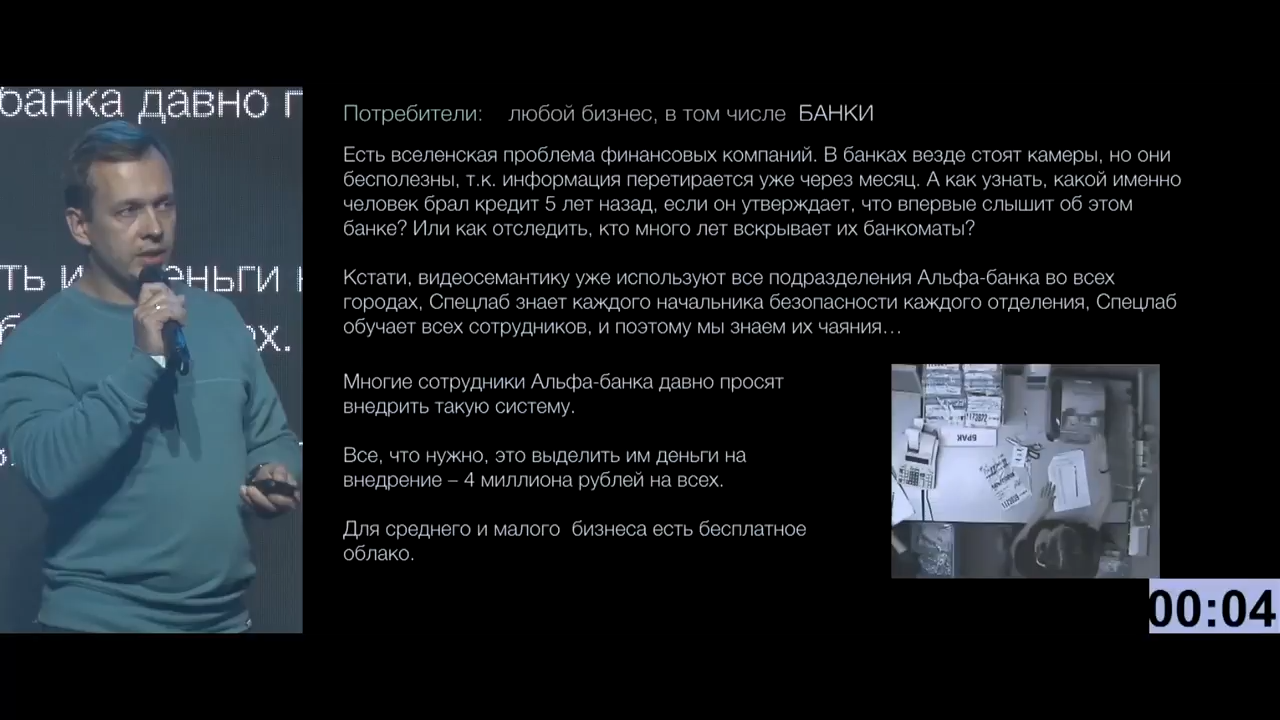 банка давно г
ть и
еньги н
ох.
Потребители: любой бизнес, в том числе БАНКИ
Есть вселенская проблема финансовых компаний. В банках везде стоят камеры, но они
бесполезны, т.к. информация перетирается уже через месяц. А как узнать, какой именно
человек брал кредит 5 лет назад, если он утверждает, что впервые слышит об этом
банке? Или как отследить, кто много лет вскрывает их банкоматы?
Кстати, видеосемантику уже используют все подразделения Альфа-банка во всех
городах, Спецлаб знает каждого начальника безопасности каждого отделения, Спецлаб
обучает всех сотрудников, и поэтому мы знаем их чаяния…
Многие сотрудники Альфа-банка давно просят
внедрить такую систему.
Все, что нужно, это выделить им деньги на
внедрение – 4 миллиона рублей на всех.
Для среднего и малого  бизнеса есть бесплатное
облако.
БРАК
00:04